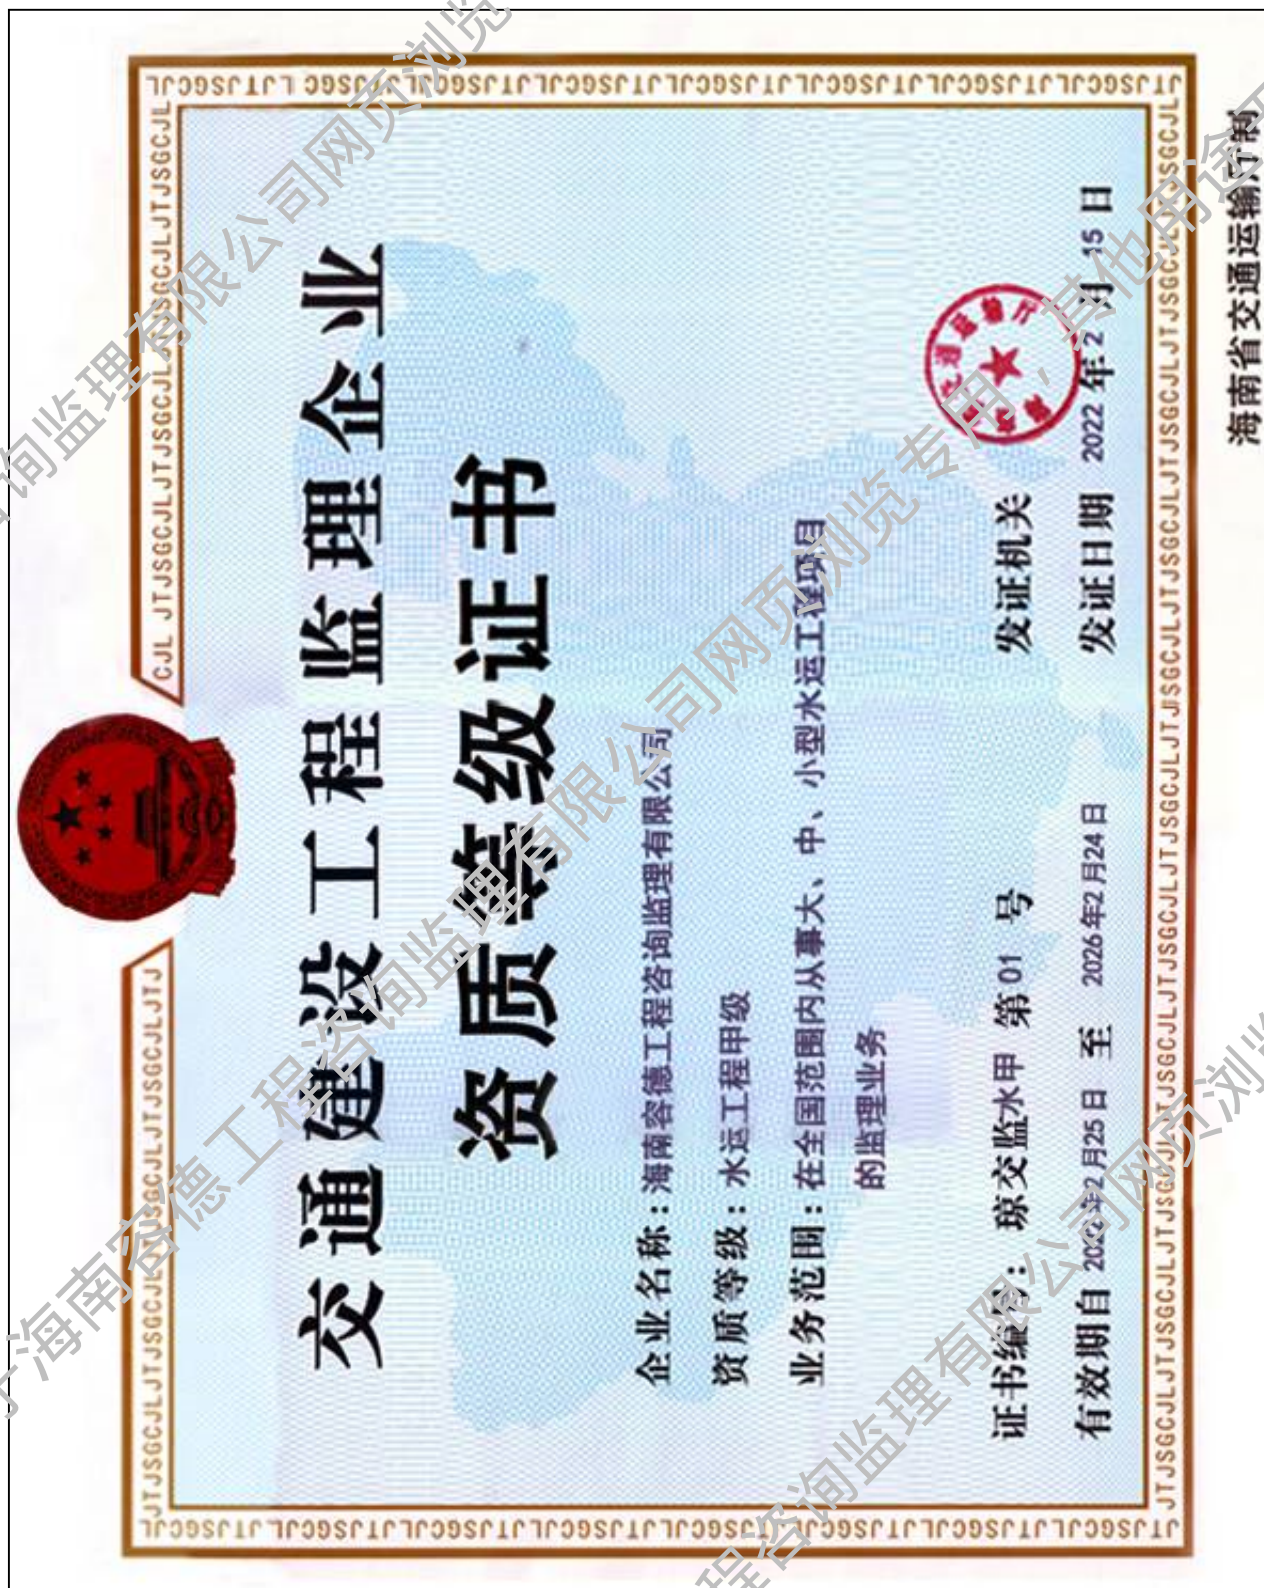 交通建设工程监理企业
资质等级证书
企业名称：海南容德工程咨询监理有限公司
资质等级：水运工程甲级
业务范围：在全国范围内从事大、中、小型水运工程项目
的监理业务
证书编号：琼交监水甲 第 01 号
发证机关
有效期自 2022年2月25日 至 2026年2月24日
发证日期 2022 年 2 月 15 日
海南省交通运输厅制
海南容德工程咨询监理有限公司网页浏览专用，其他用途